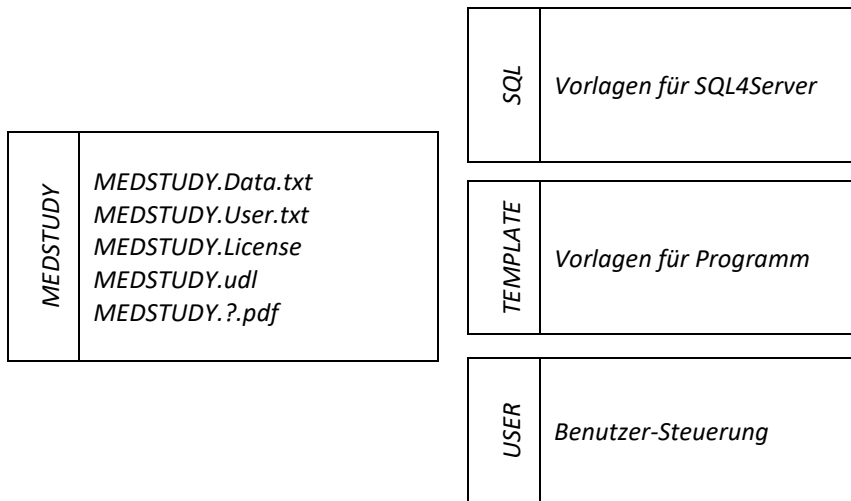 MEDSTUDY
MEDSTUDY.Data.txt
MEDSTUDY.User.txt
MEDSTUDY.License
MEDSTUDY.udl
MEDSTUDY.?.pdf
SQL
Vorlagen für SQL4Server
TEMPLATE
Vorlagen für Programm
USER
Benutzer-Steuerung